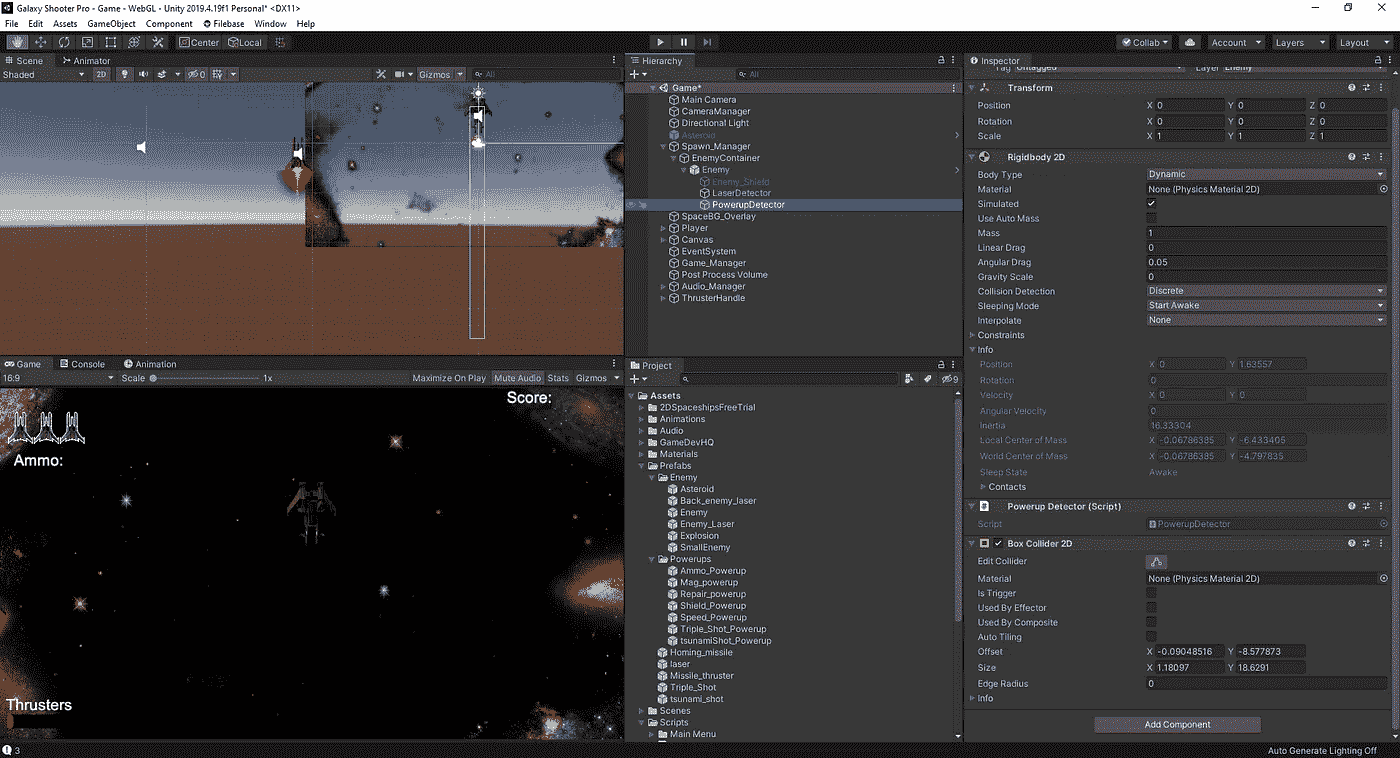 Galaxy Shooter Pro - Game - WebGL - Unity 2019.4.19f1 Personal* <DX11>
File Edit Assets GameObject Component Filebase Window Help
Center Local Collab Account Layers Layout
Scene Animator
Shaded 2D 0 Gizmos All
Game Console Animation
16:9 Scale 1x Maximize On Play Mute Audio Stats Gizmos
Score:
Ammo:
Thrusters
Hierarchy
All
Game*
Main Camera
CameraManager
Directional Light
Asteroid
Spawn_Manager
EnemyContainer
Enemy
Enemy_Shield
LaserDetector
PowerupDetector
SpaceBG_Overlay
Player
Canvas
EventSystem
Game_Manager
Post Process Volume
Audio_Manager
ThrusterHandle
Project
9
Assets
2DSpaceshipsFreeTrial
Animations
Audio
GameDevHQ
Materials
Prefabs
Enemy
Asteroid
Back_enemy_laser
Enemy
Enemy_Laser
Explosion
SmallEnemy
Powerups
Ammo_Powerup
Mag_powerup
Repair_powerup
Shield_Powerup
Speed_Powerup
Triple_Shot_Powerup
tsunamiShot_Powerup
Homing_missile
laser
Missile_thruster
Triple_Shot
tsunami_shot
Scenes
Scripts
Main Menu
Inspector
Tag Untagged Layer Enemy
Transform
Position X 0 Y 0 Z 0
Rotation X 0 Y 0 Z 0
Scale X 1 Y 1 Z 1
Rigidbody 2D
Body Type Dynamic
Material None (Physics Material 2D)
Simulated
Use Auto Mass
Mass 1
Linear Drag 0
Angular Drag 0.05
Gravity Scale 0
Collision Detection Discrete
Sleeping Mode Start Awake
Interpolate None
Constraints
Info
Position X 0 Y 1.63557
Rotation 0
Velocity X 0 Y 0
Angular Velocity 0
Inertia 16.33304
Local Center of Mass X -0.06786385 Y -6.433405
World Center of Mass X -0.06786385 Y -4.797835
Sleep State Awake
Contacts
Powerup Detector (Script)
Script PowerupDetector
Box Collider 2D
Edit Collider
Material None (Physics Material 2D)
Is Trigger
Used By Effector
Used By Composite
Auto Tiling
Offset X -0.09048516 Y -8.577873
Size X 1.18097 Y 18.6291
Edge Radius 0
Info
Add Component
3 Auto Generate Lighting Off